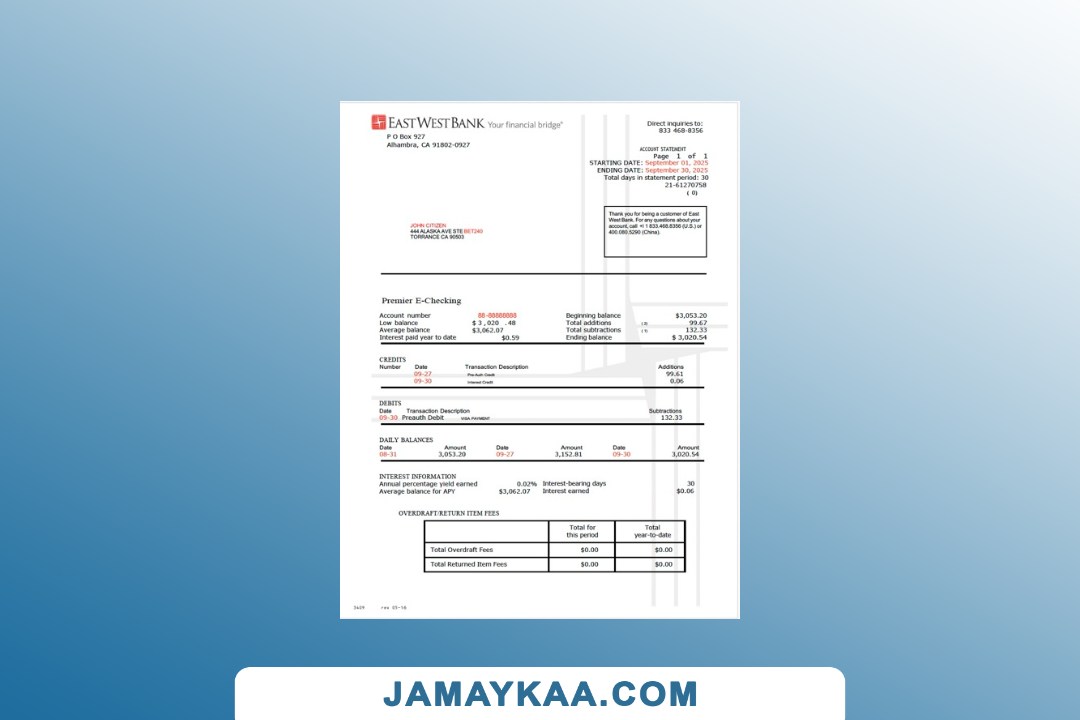 EASTWESTBANK Your financial bridge®
P O Box 927
Alhambra, CA 91802-0927
Direct inquiries to:
833 468-8356
ACCOUNT STATEMENT
Page 1 of 1
STARTING DATE: September 01, 2025
ENDING DATE: September 30, 2025
Total days in statement period: 30
21-61270758
( 0)
Thank you for being a customer of East
West Bank. For any questions about your
account, call +1 833.468.8356 (U.S.) or
400.080.5290 (China).
JOHN CITIZEN
444 ALASKA AVE STE BET240
TORRANCE CA 90503
Premier E-Checking
Account number 88-88888888 Beginning balance $3,053.20
Low balance $3,020 .48 Total additions 99.67
Average balance $3,062.07 Total subtractions 132.33
Interest paid year to date $0.59 Ending balance $ 3,020.54
CREDITS
Number Date Transaction Description Additions
09-27 Pre-Auth Credit 99.61
09-30 Interest Credit 0.06
DEBITS
Date Transaction Description Subtractions
09-30 Preauth Debit VISA PAYMENT 132.33
DAILY BALANCES
Date Amount Date Amount Date Amount
08-31 3,053.20 09-27 3,152.81 09-30 3,020.54
INTEREST INFORMATION
Annual percentage yield earned 0.02% Interest-bearing days 30
Average balance for APY $3,062.07 Interest earned $0.06
OVERDRAFT/RETURN ITEM FEES
Total for this period Total year-to-date
Total Overdraft Fees $0.00 $0.00
Total Returned Item Fees $0.00 $0.00
rev 05-16
JAMAYKAA.COM